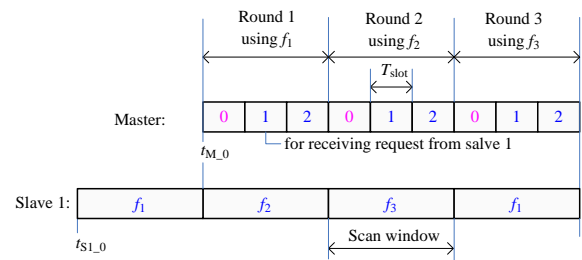 Round 1 Round 2 Round 3
using f1 using f2 using f3
Tslot
Master: 0 1 2 0 1 2 0 1 2
tM_0 for receiving request from salve 1
Slave 1: f1 f2 f3 f1
tS1_0 Scan window